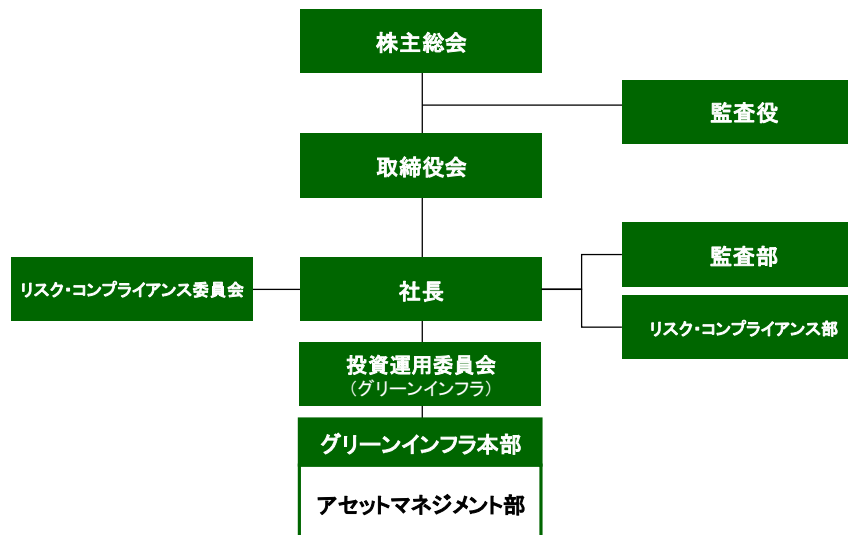 株主総会
監査役
取締役会
監査部
リスク・コンプライアンス委員会
社長
リスク・コンプライアンス部
投資運用委員会
（グリーンインフラ）
グリーンインフラ本部
アセットマネジメント部